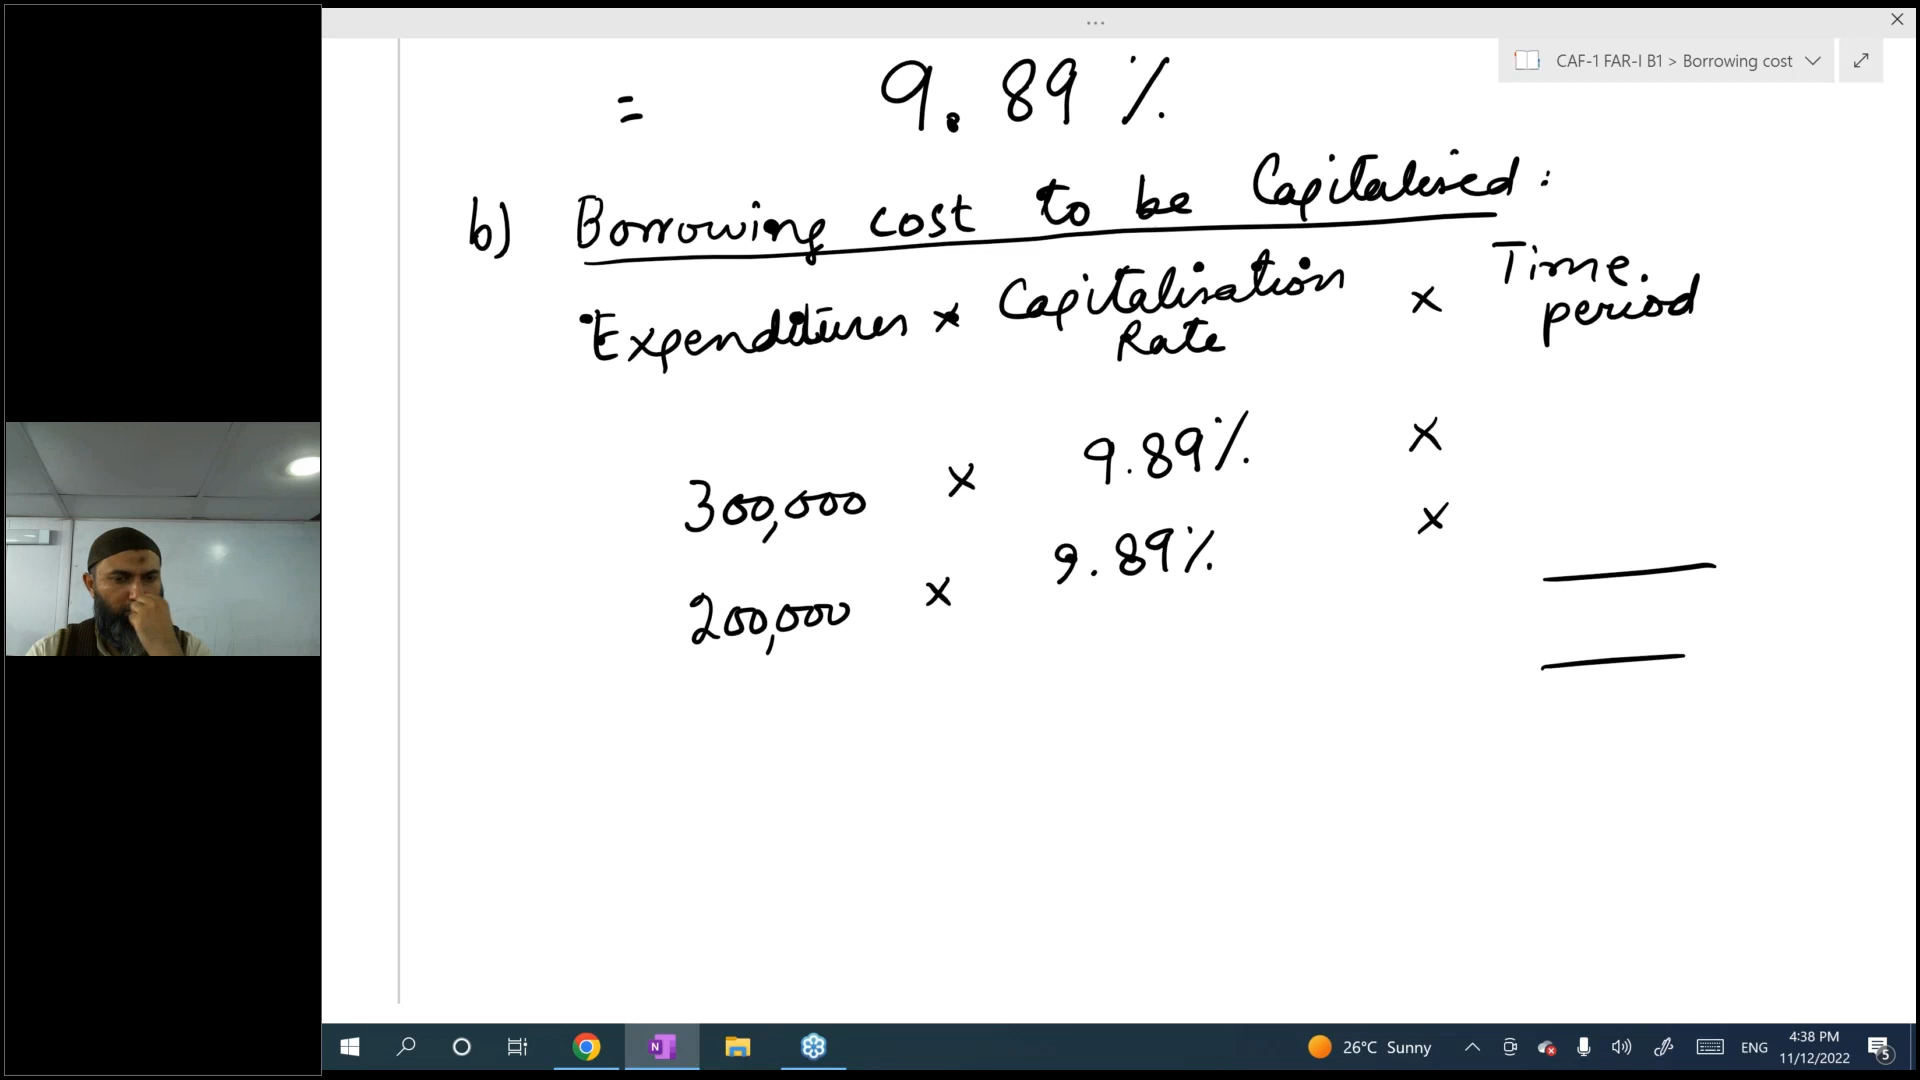 ...
CAF-1 FAR-I B1 > Borrowing cost
= 9.89 %
b) Borrowing cost to be Capitalised :
Expenditures × Capitalisation Rate × Time period
300,000 × 9.89% ×
200,000 × 9.89% ×
N
26°C Sunny
ENG
4:38 PM
11/12/2022
5